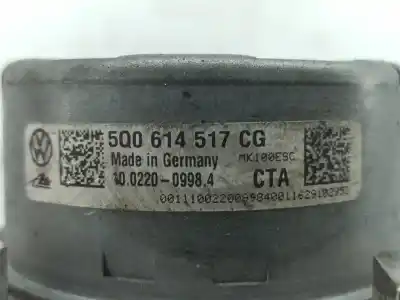 5Q0 614 517 CG
Made in Germany MK100ESC
10.0220-0998.4 CTA